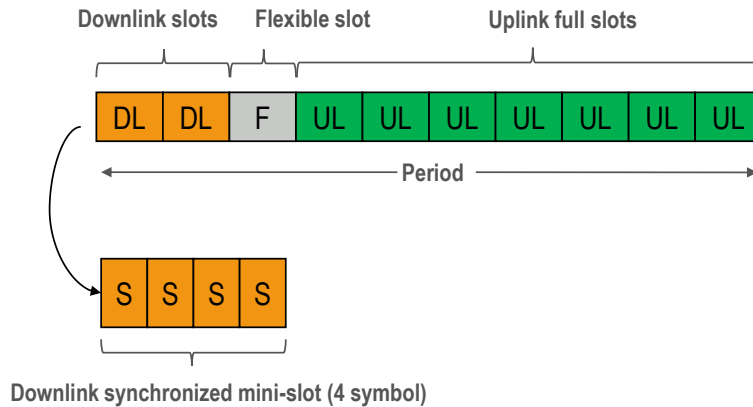 Downlink slots Flexible slot Uplink full slots
DL DL F UL UL UL UL UL UL UL
Period
S S S S
Downlink synchronized mini-slot (4 symbol)